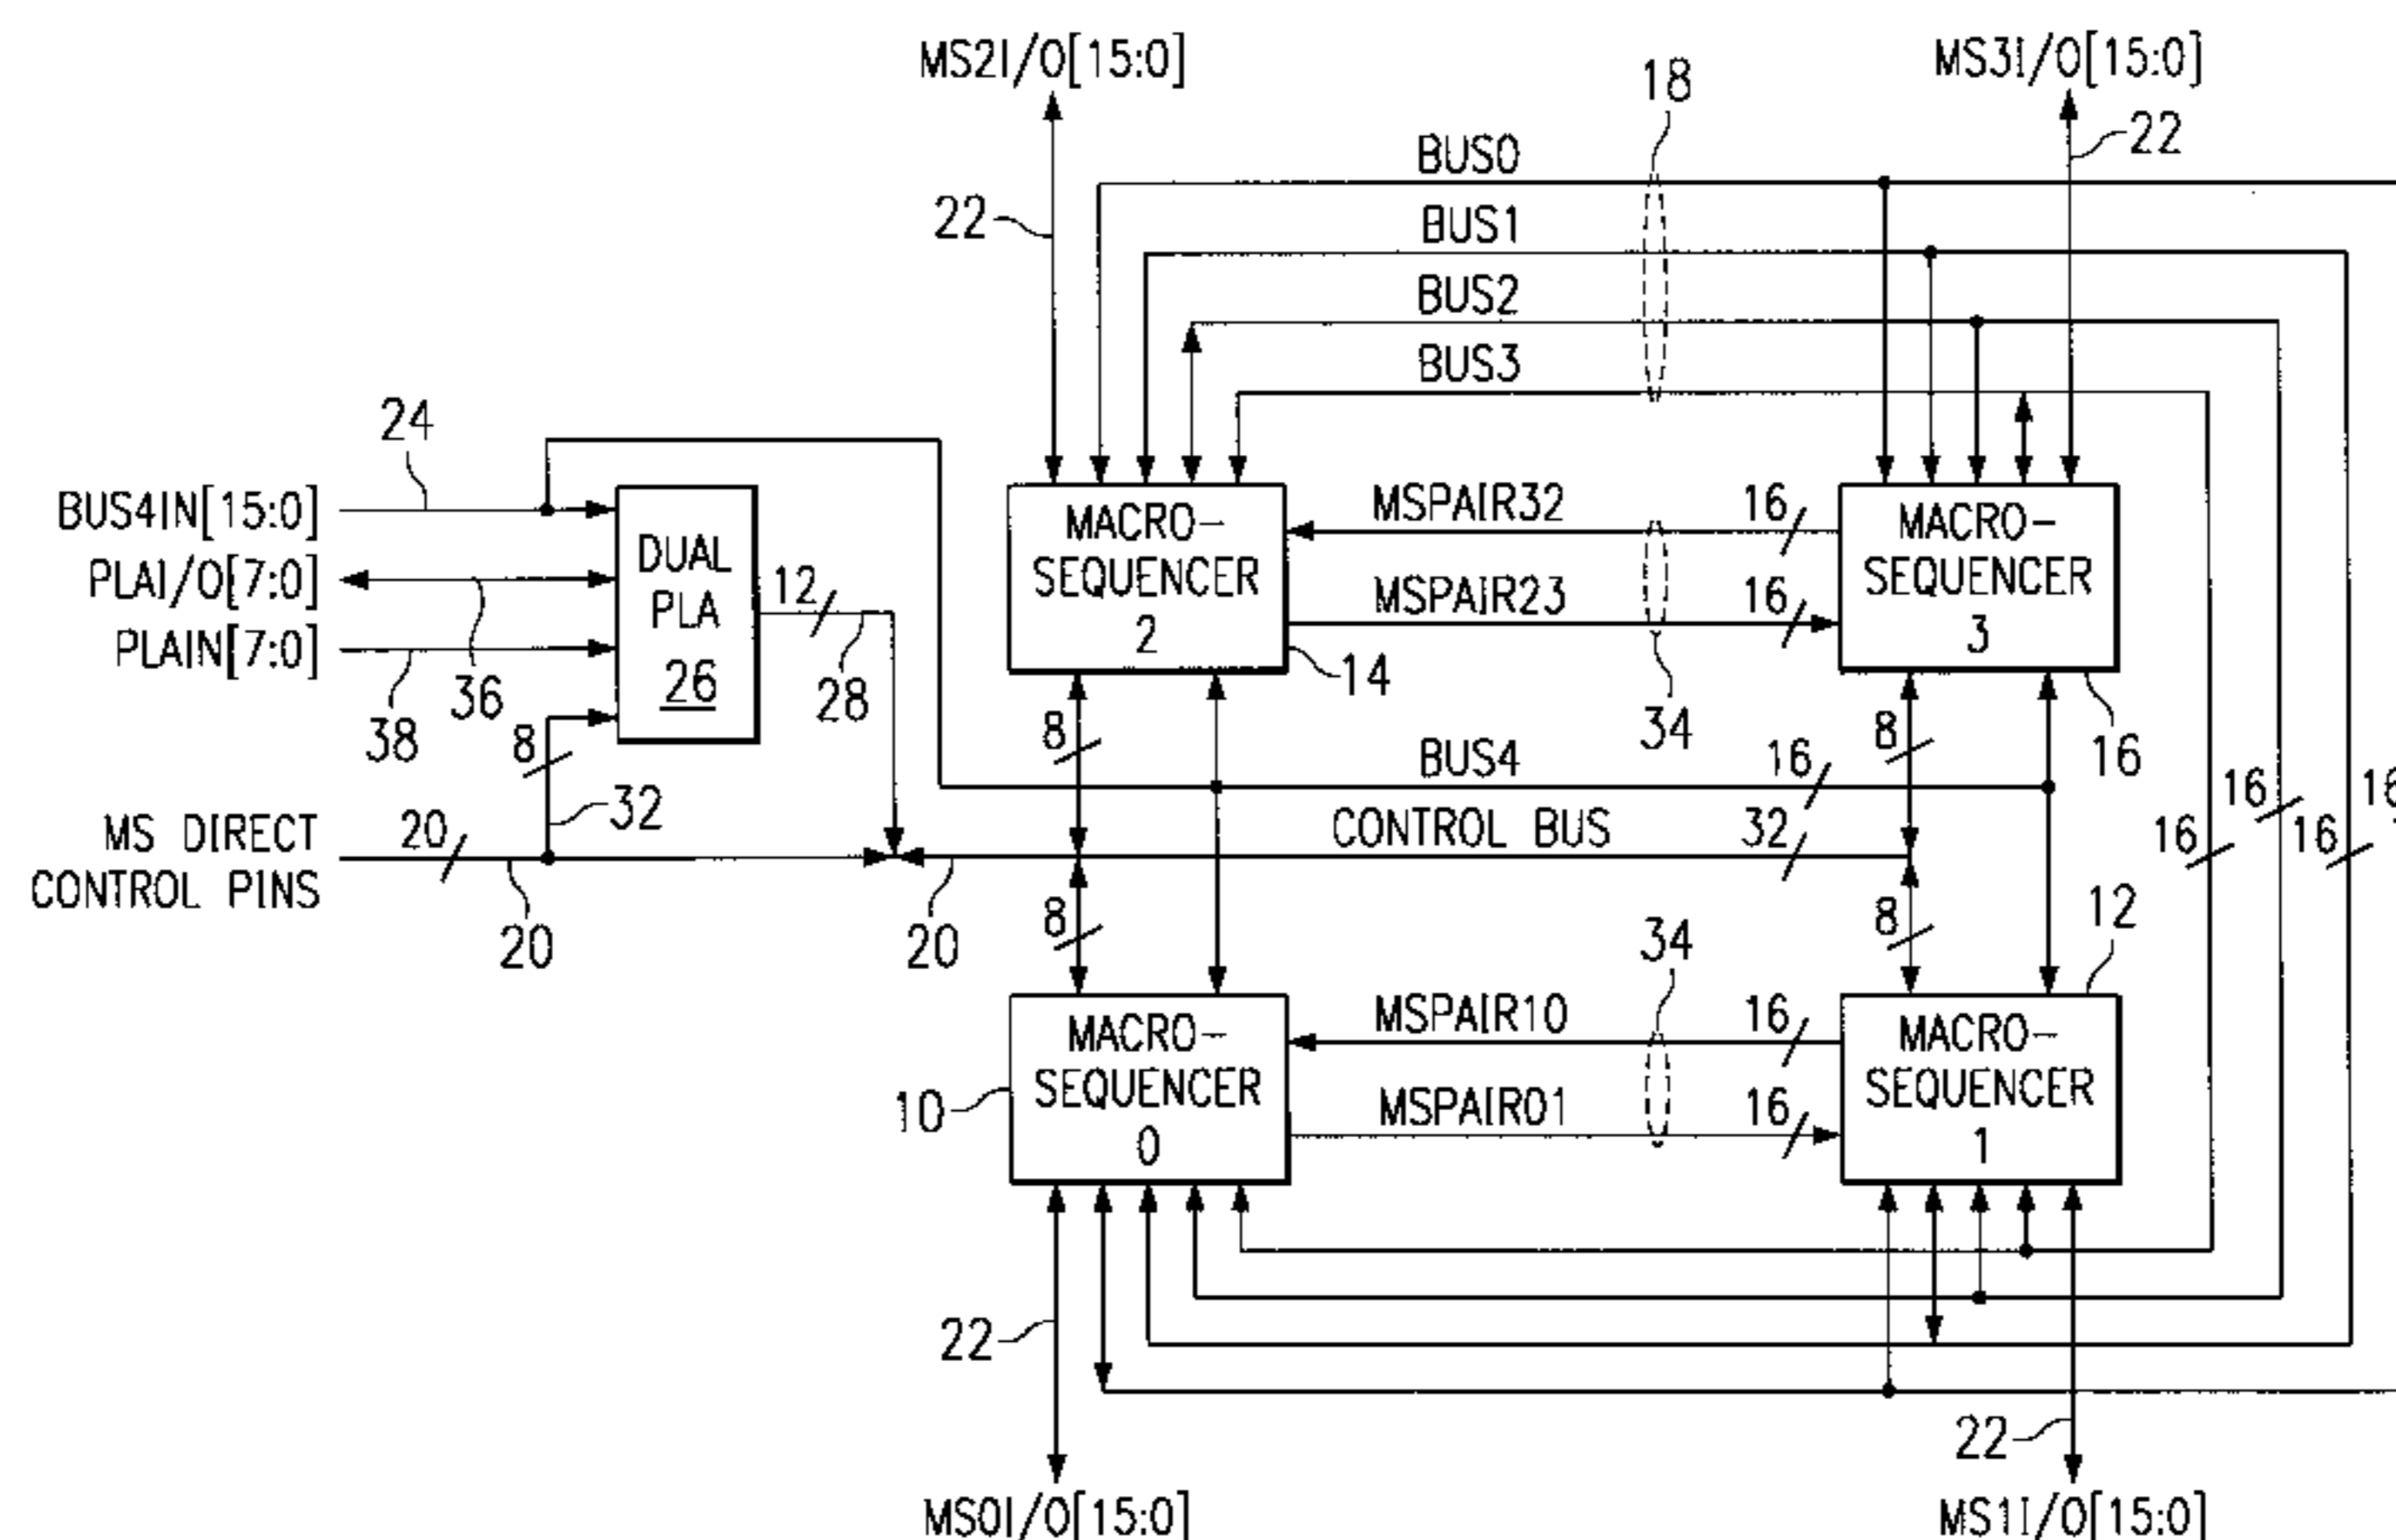 MS2I/O[15:0]
MS3I/O[15:0]
18
22
BUS0
22
BUS1
BUS2
BUS3
24
BUS4IN[15:0]
PLAI/O[7:0]
PLAIN[7:0]
DUAL
PLA
26
12
28
36
38
8
32
MS DIRECT
CONTROL PINS
20
20
20
MACRO-
SEQUENCER
2
14
MSPAIR32
16
MSPAIR23
16
34
MACRO-
SEQUENCER
3
16
8
8
BUS4
16
CONTROL BUS
32
16
16
16
16
8
8
12
34
10
MACRO-
SEQUENCER
0
MSPAIR10
16
MSPAIR01
16
MACRO-
SEQUENCER
1
22
22
MS0I/O[15:0]
MS1I/O[15:0]